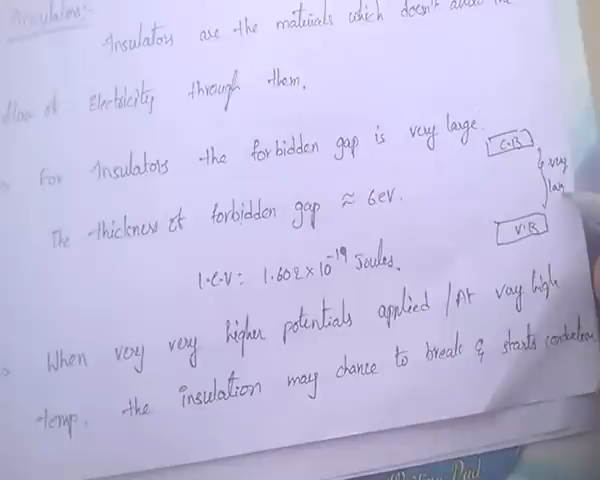 Insulators:-
Insulators are the materials which doesn't allow the
flow of Electricity through them.
For Insulators the forbidden gap is very large.
C.B
very
lar
The thickness of forbidden gap ≈ 6eV.
V.B
1.e.V = 1.602 × 10⁻¹⁹ Joules.
When very very higher potentials applied / At very high
temp. the insulation may chance to break & starts conduction